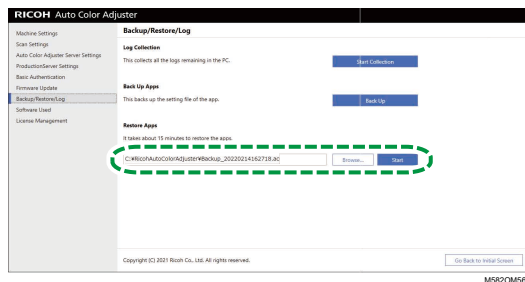 RICOH Auto Color Adjuster
Machine Settings
Scan Settings
Auto Color Adjuster Server Settings
ProductionServer Settings
Basic Authentication
Firmware Update
Backup/Restore/Log
Software Used
License Management
Backup/Restore/Log
Log Collection
This collects all the logs remaining in the PC.
Start Collection
Back Up Apps
This backs up the setting file of the app.
Back Up
Restore Apps
It takes about 15 minutes to restore the apps.
C:¥RicohAutoColorAdjuster¥Backup_20220214162718.ac
Browse...
Start
Copyright (C) 2021 Ricoh Co., Ltd. All rights reserved.
Go Back to Initial Screen
M582OM56